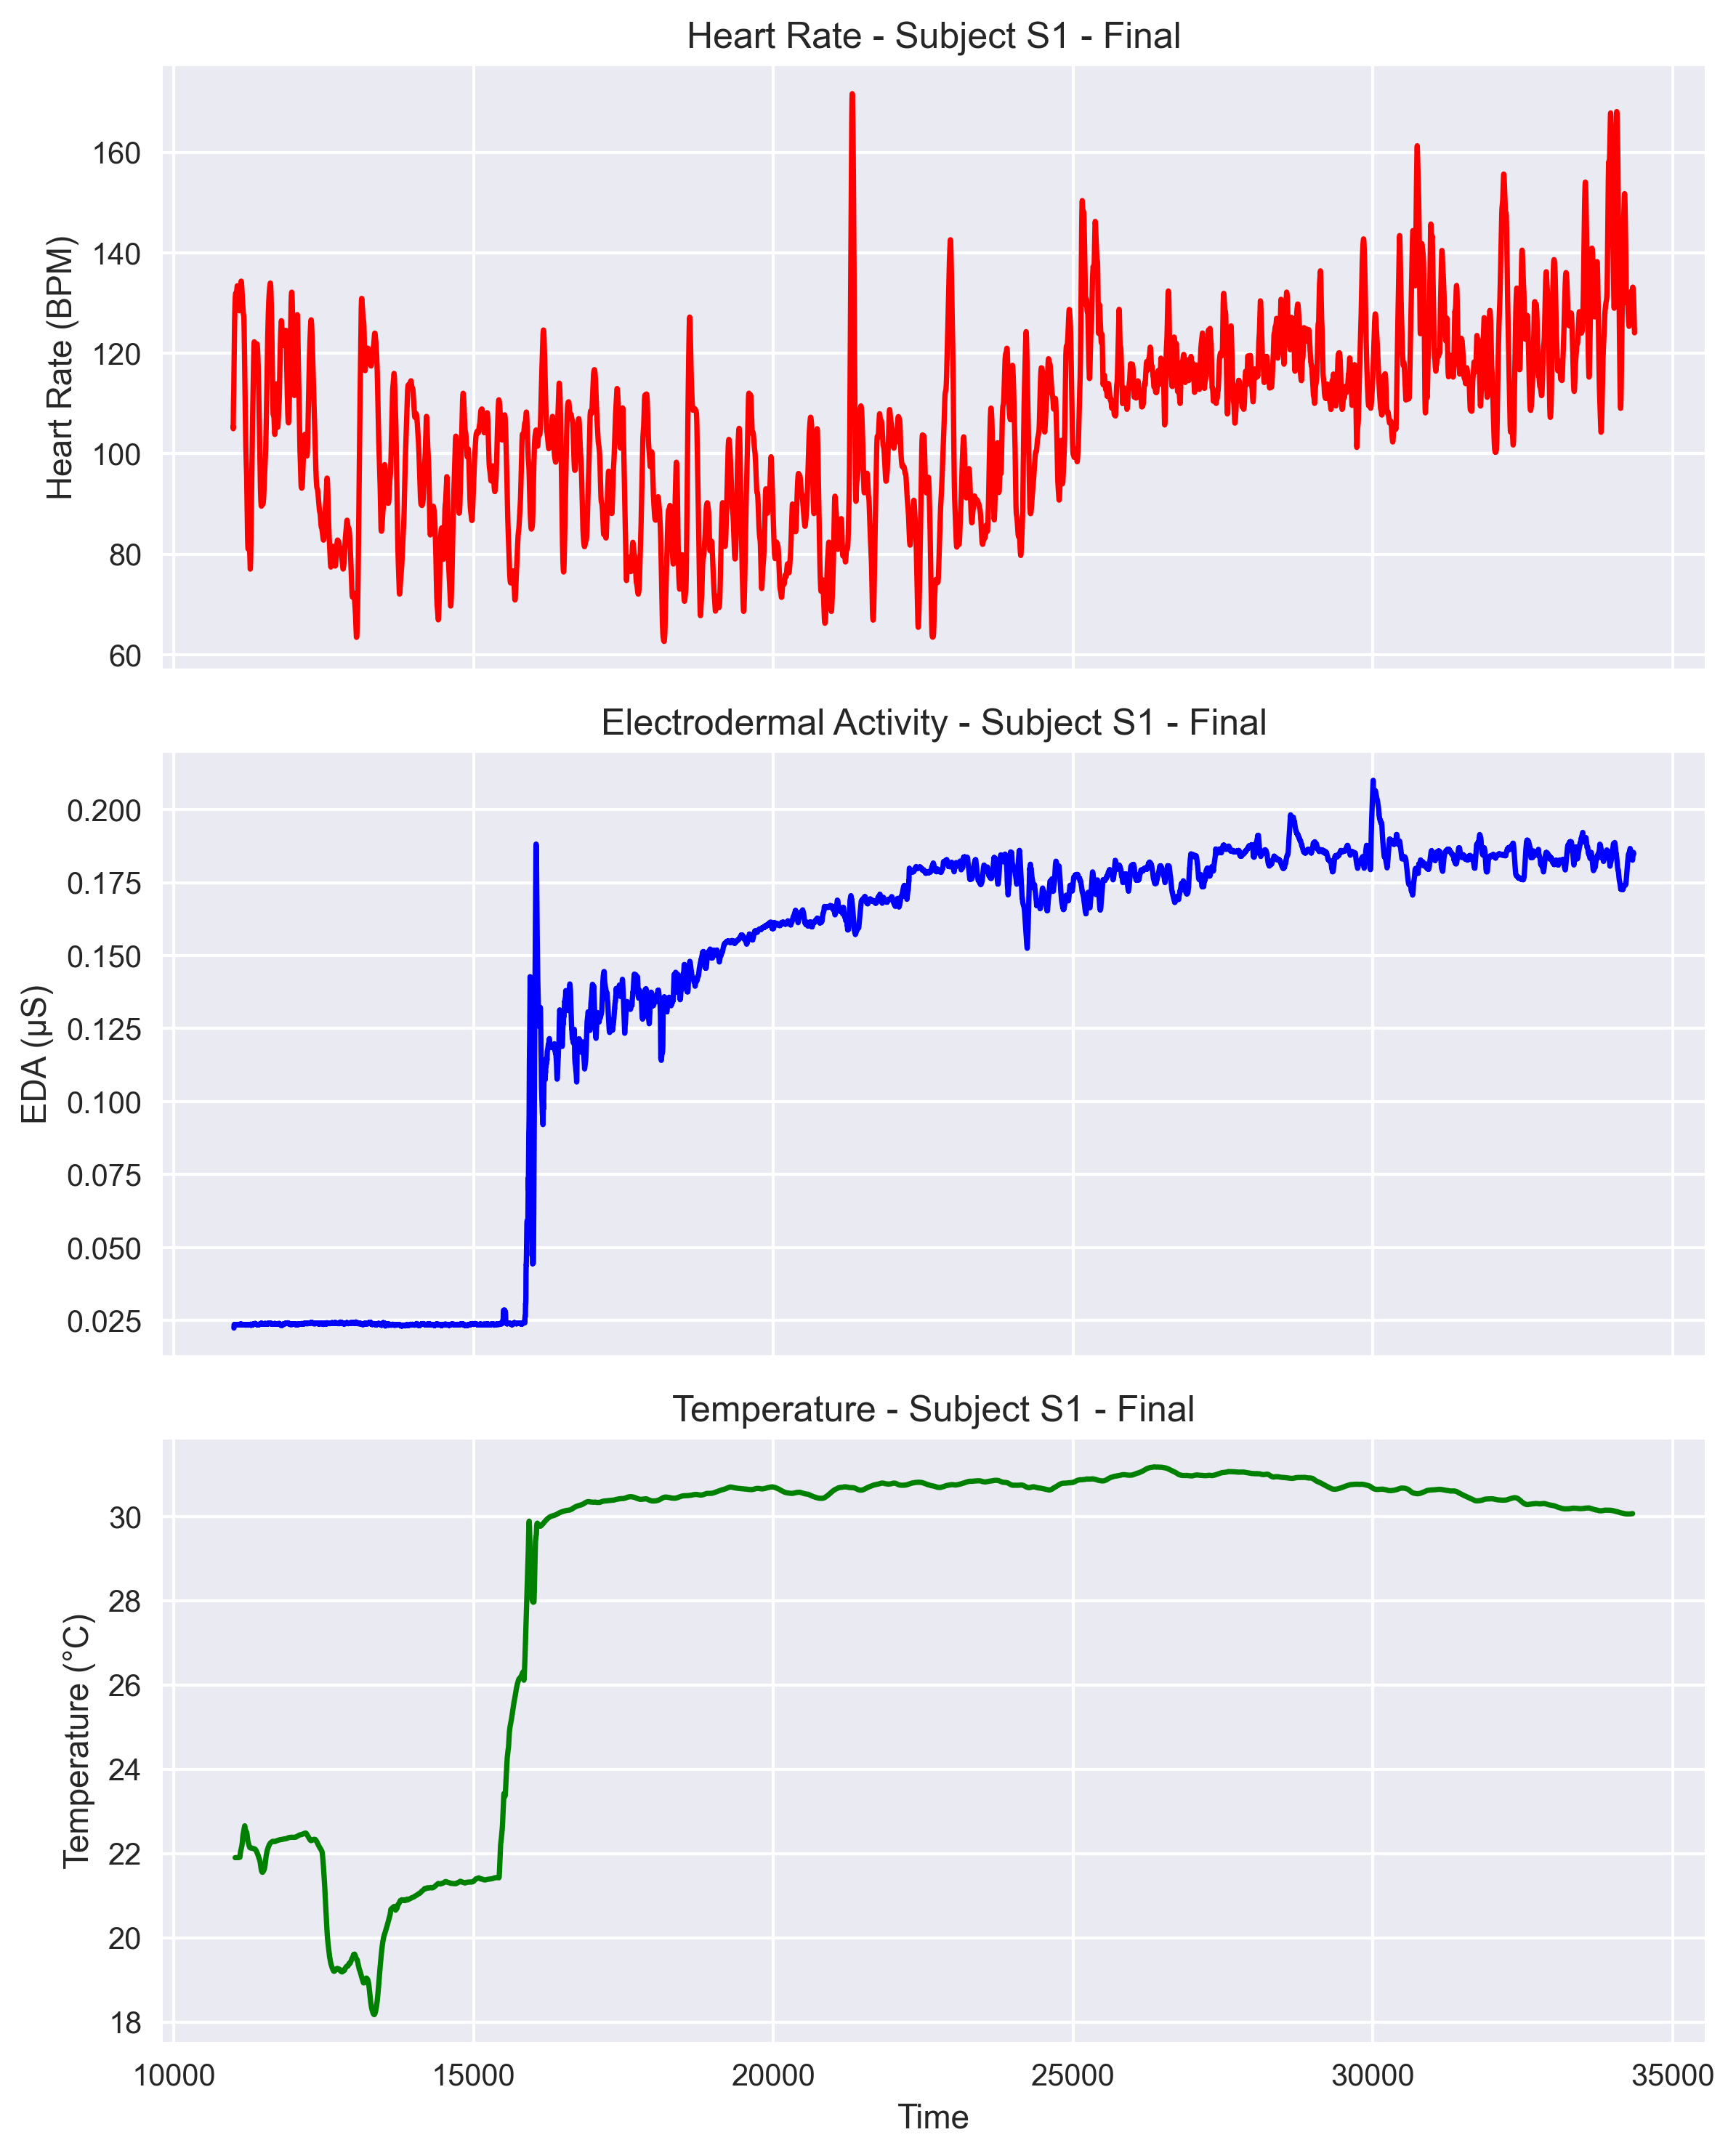 Heart Rate - Subject S1 - Final
Heart Rate (BPM)
160
140
120
100
80
60
Electrodermal Activity - Subject S1 - Final
EDA (µS)
0.200
0.175
0.150
0.125
0.100
0.075
0.050
0.025
Temperature - Subject S1 - Final
Temperature (°C)
30
28
26
24
22
20
18
10000 15000 20000 25000 30000 35000
Time